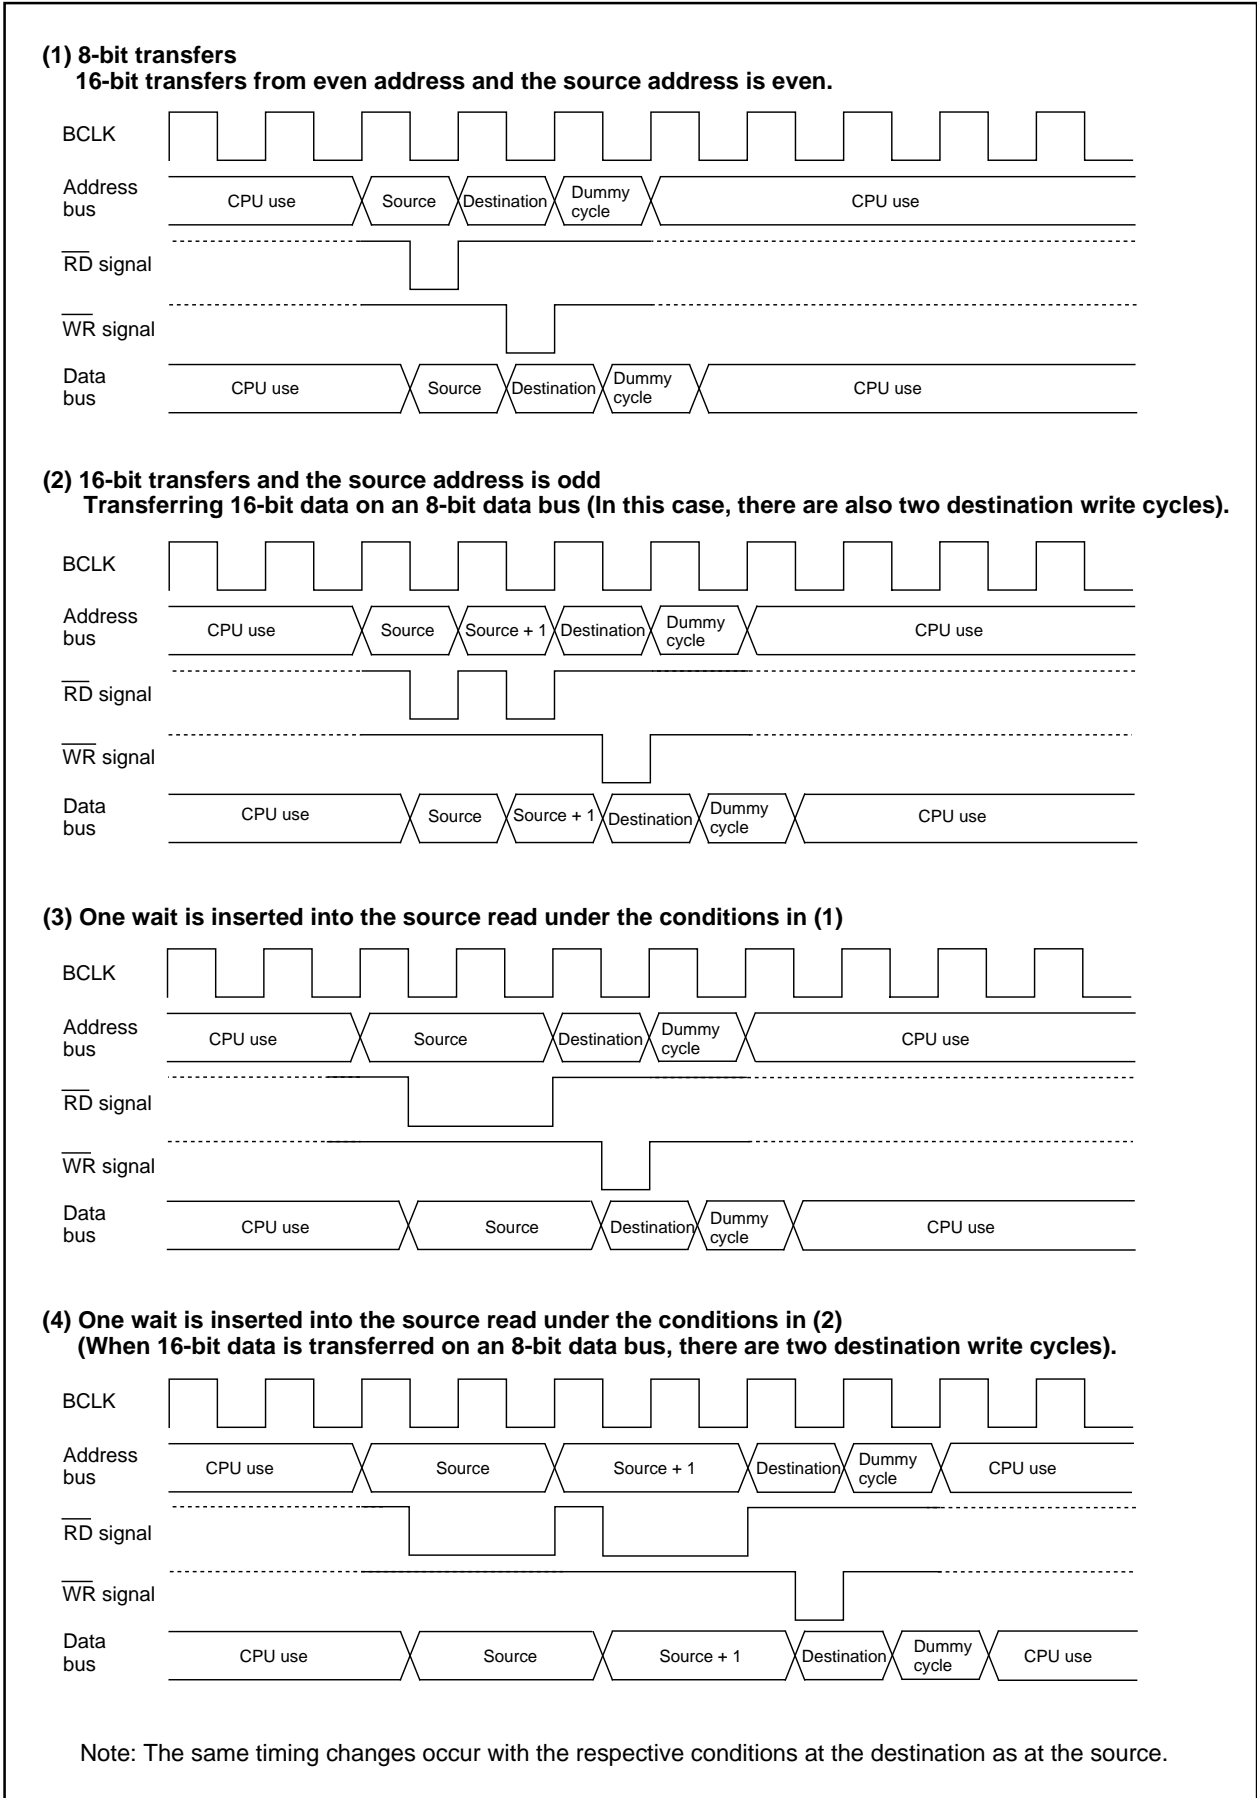 (1) 8-bit transfers
16-bit transfers from even address and the source address is even.
BCLK
Address
bus
CPU use
Source
Destination
Dummy
cycle
CPU use
RD signal
WR signal
Data
bus
CPU use
Source
Destination
Dummy
cycle
CPU use
(2) 16-bit transfers and the source address is odd
Transferring 16-bit data on an 8-bit data bus (In this case, there are also two destination write cycles).
BCLK
Address
bus
CPU use
Source
Source + 1
Destination
Dummy
cycle
CPU use
RD signal
WR signal
Data
bus
CPU use
Source
Source + 1
Destination
Dummy
cycle
CPU use
(3) One wait is inserted into the source read under the conditions in (1)
BCLK
Address
bus
CPU use
Source
Destination
Dummy
cycle
CPU use
RD signal
WR signal
Data
bus
CPU use
Source
Destination
Dummy
cycle
CPU use
(4) One wait is inserted into the source read under the conditions in (2)
(When 16-bit data is transferred on an 8-bit data bus, there are two destination write cycles).
BCLK
Address
bus
CPU use
Source
Source + 1
Destination
Dummy
cycle
CPU use
RD signal
WR signal
Data
bus
CPU use
Source
Source + 1
Destination
Dummy
cycle
CPU use
Note: The same timing changes occur with the respective conditions at the destination as at the source.